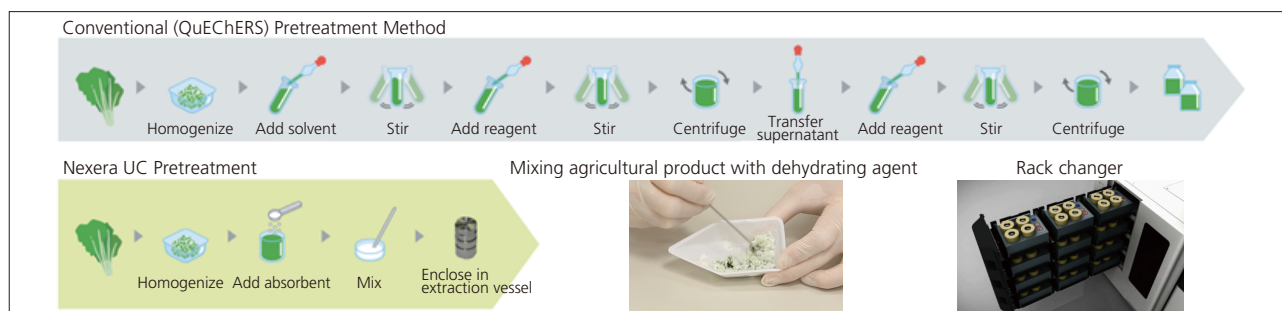 Conventional (QuEChERS) Pretreatment Method
Homogenize
Add solvent
Stir
Add reagent
Stir
Centrifuge
Transfer
supernatant
Add reagent
Stir
Centrifuge
Nexera UC Pretreatment
Homogenize
Add absorbent
Mix
Enclose in
extraction vessel
Mixing agricultural product with dehydrating agent
Rack changer